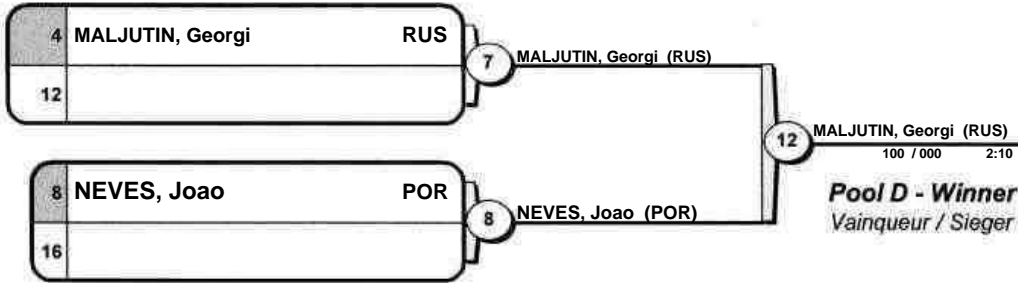 4 MALJUTIN, Georgi RUS
12
7
MALJUTIN, Georgi (RUS)
8 NEVES, Joao POR
16
8
NEVES, Joao (POR)
12
MALJUTIN, Georgi (RUS)
100 / 000 2:10
Pool D - Winner
Vainqueur / Sieger